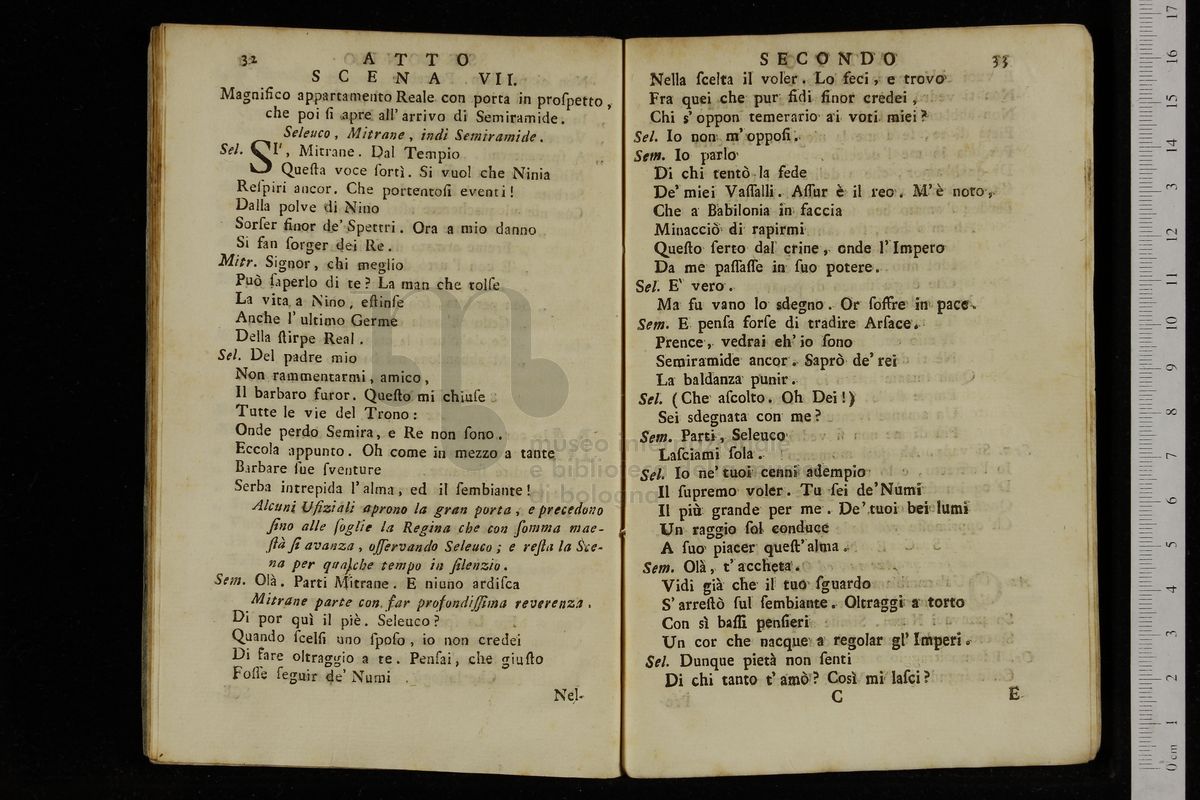 32 ATTO
SCENA VII.
Magnifico appartamento Reale con porta in proſpetto,
che poi ſi apre all' arrivo di Semiramide.
Seleuco, Mitrane, indi Semiramide.
Sel. SI', Mitrane. Dal Tempio
Queſta voce ſortì. Si vuol che Ninia
Reſpiri ancor. Che portentoſi eventi!
Dalla polve di Nino
Sorſer finor de' Spettri. Ora a mio danno
Si fan ſorger dei Re.
Mitr. Signor, chi meglio
Può ſaperlo di te? La man che tolſe
La vita a Nino, eſtinſe
Anche l' ultimo Germe
Della ſtirpe Real.
Sel. Del padre mio
Non rammentarmi, amico,
Il barbaro furor. Queſto mi chiuſe
Tutte le vie del Trono:
Onde perdo Semira, e Re non ſono.
Eccola appunto. Oh come in mezzo a tante
Barbare ſue ſventure
Serba intrepida l' alma, ed il ſembiante!
Alcuni Ufiziali aprono la gran porta, e precedono
ſino alle ſoglie la Regina che con ſomma mae-
ſtà ſi avanza, oſſervando Seleuco; e reſta la Sce-
na per qualche tempo in ſilenzio.
Sem. Olà. Parti Mitrane. E niuno ardiſca
Mitrane parte con far profondiſſima reverenza.
Di por quì il piè. Seleuco?
Quando ſcelſi uno ſpoſo, io non credei
Di fare oltraggio a te. Penſai, che giuſto
Foſſe ſeguir de' Numi
Nel-
SECONDO 33
Nella ſcelta il voler. Lo feci, e trovo
Fra quei che pur fidi finor credei,
Chi s' oppon temerario ai voti miei?
Sel. Io non m' oppoſi.
Sem. Io parlo
Di chi tentò la fede
De' miei Vaſſalli. Aſſur è il reo. M' è noto,
Che a Babilonia in faccia
Minacciò di rapirmi
Queſto ſerto dal crine, onde l' Impero
Da me paſſaſſe in ſuo potere.
Sel. E' vero.
Ma fu vano lo sdegno. Or ſoffre in pace.
Sem. E penſa forſe di tradire Arſace.
Prence, vedrai ch' io ſono
Semiramide ancor. Saprò de' rei
La baldanza punir.
Sel. (Che aſcolto. Oh Dei!)
Sei sdegnata con me?
Sem. Parti, Seleuco
Laſciami ſola.
Sel. Io ne' tuoi cenni adempio
Il ſupremo voler. Tu ſei de' Numi
Il più grande per me. De' tuoi bei lumi
Un raggio ſol conduce
A ſuo piacer queſt' alma.
Sem. Olà, t' accheta.
Vidi già che il tuo ſguardo
S' arreſtò ſul ſembiante. Oltraggi a torto
Con sì baſſi penſieri
Un cor che nacque a regolar gl' Imperi.
Sel. Dunque pietà non ſenti
Di chi tanto t' amò? Così mi laſci?
C E